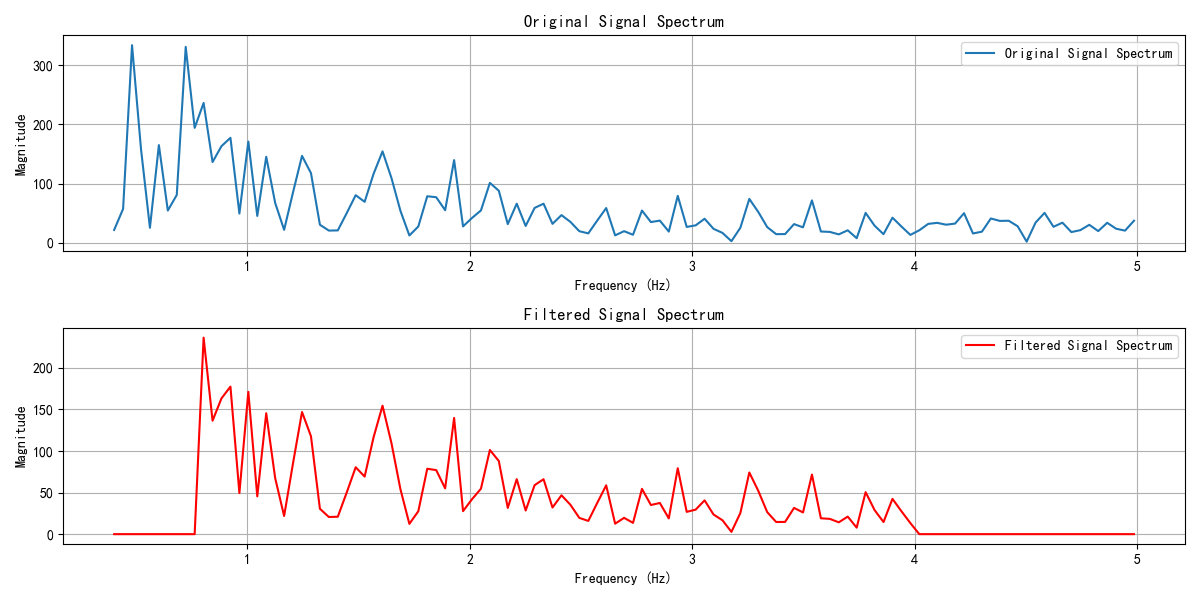 Original Signal Spectrum
Original Signal Spectrum
Magnitude
300
200
100
0
1 2 3 4 5
Frequency (Hz)
Filtered Signal Spectrum
Filtered Signal Spectrum
Magnitude
200
150
100
50
0
1 2 3 4 5
Frequency (Hz)